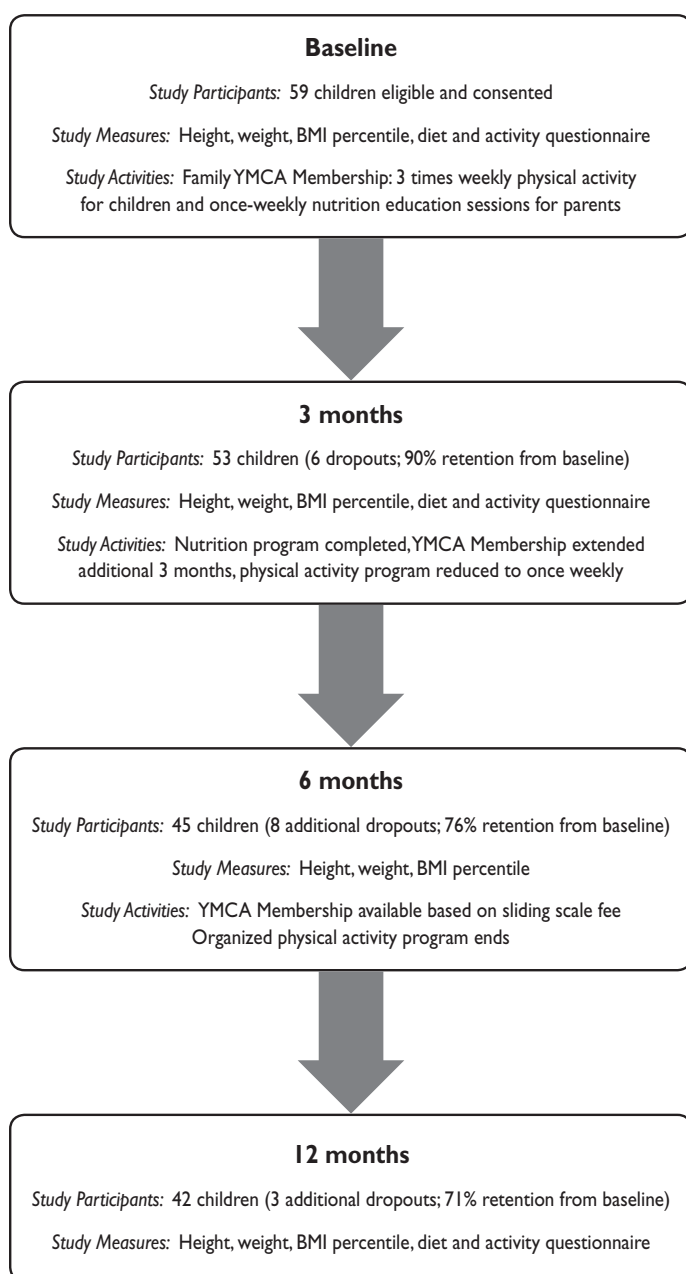 Baseline
Study Participants: 59 children eligible and consented
Study Measures: Height, weight, BMI percentile, diet and activity questionnaire
Study Activities: Family YMCA Membership: 3 times weekly physical activity
for children and once-weekly nutrition education sessions for parents
3 months
Study Participants: 53 children (6 dropouts; 90% retention from baseline)
Study Measures: Height, weight, BMI percentile, diet and activity questionnaire
Study Activities: Nutrition program completed, YMCA Membership extended
additional 3 months, physical activity program reduced to once weekly
6 months
Study Participants: 45 children (8 additional dropouts; 76% retention from baseline)
Study Measures: Height, weight, BMI percentile
Study Activities: YMCA Membership available based on sliding scale fee
Organized physical activity program ends
12 months
Study Participants: 42 children (3 additional dropouts; 71% retention from baseline)
Study Measures: Height, weight, BMI percentile, diet and activity questionnaire